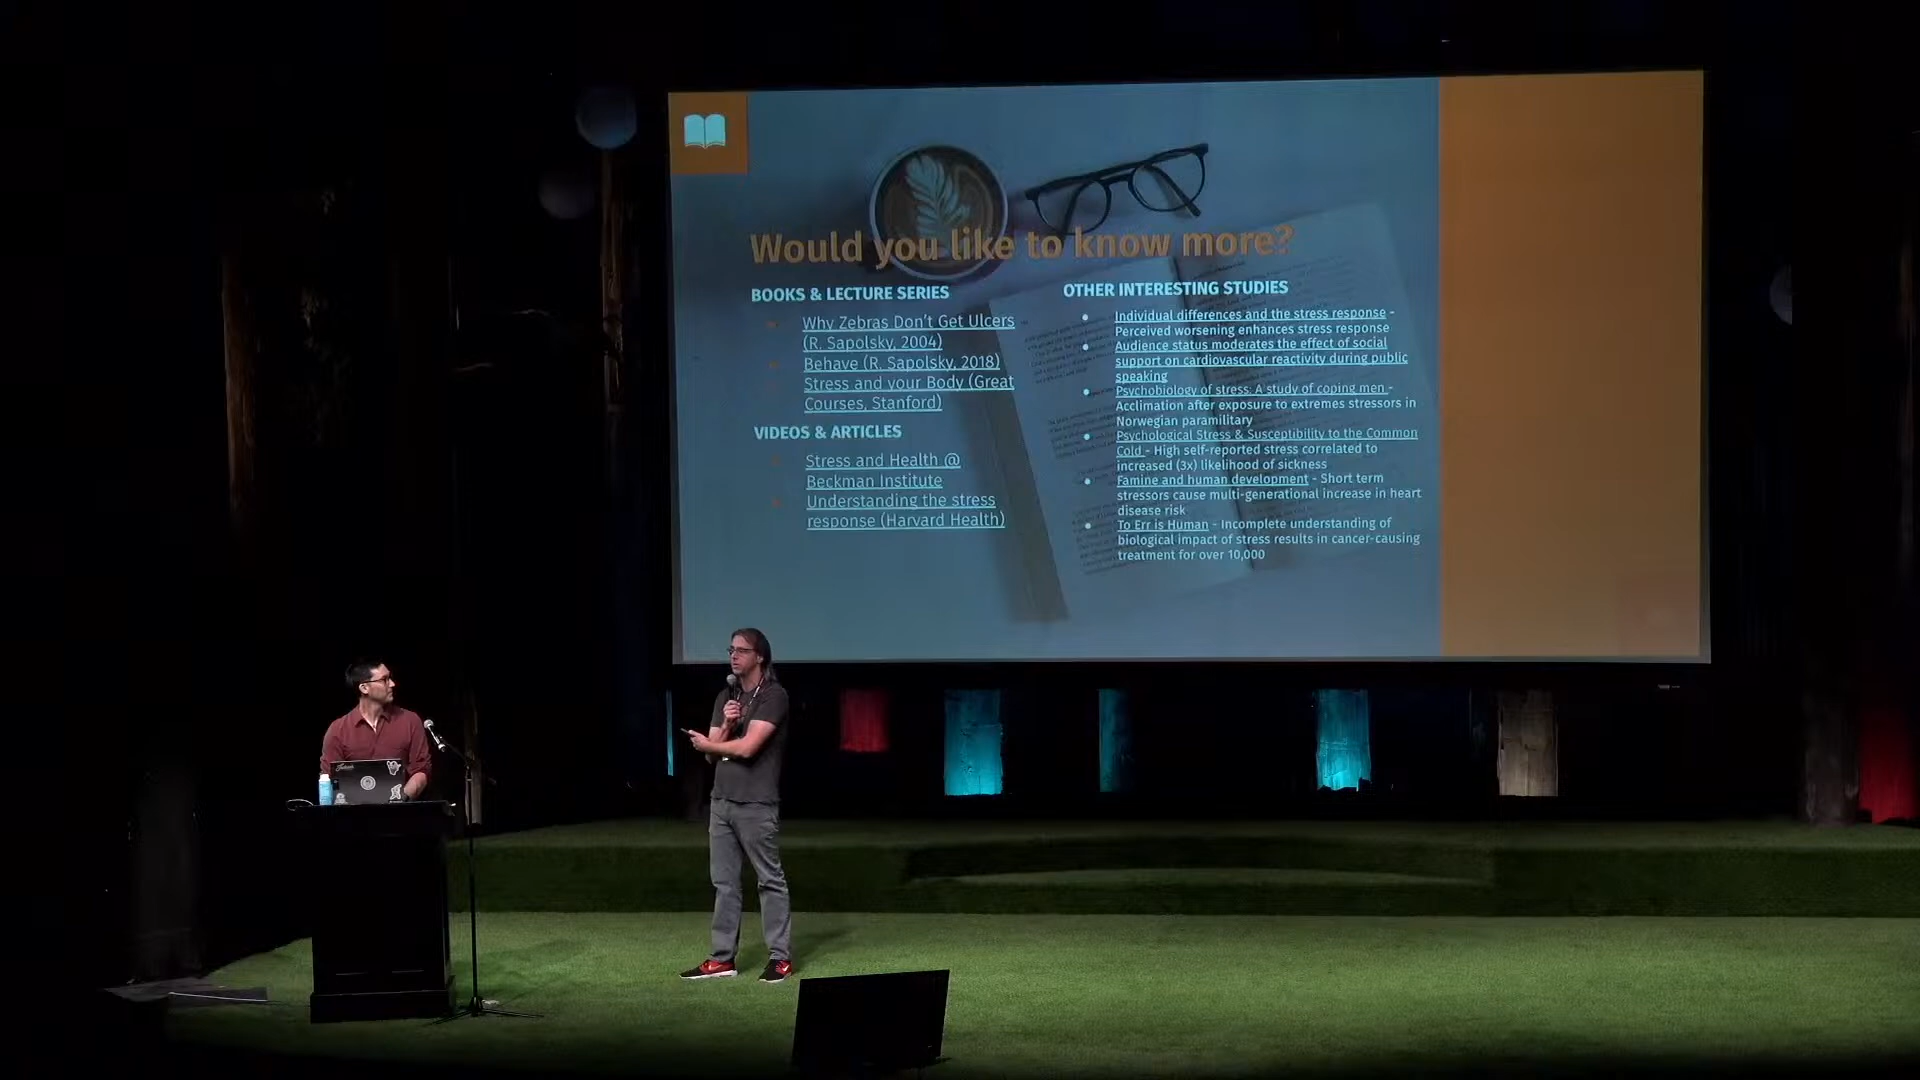 Would you like to know more?
BOOKS & LECTURE SERIES
Why Zebras Don't Get Ulcers
(R. Sapolsky, 2004)
Behave (R. Sapolsky, 2018)
Stress and your Body (Great
Courses, Stanford)
VIDEOS & ARTICLES
Stress and Health @
Beckman Institute
Understanding the stress
response (Harvard Health)
OTHER INTERESTING STUDIES
Individual differences and the stress response -
Perceived worsening enhances stress response
Audience status moderates the effect of social
support on cardiovascular reactivity during public
speaking
Psychobiology of stress: A study of coping men -
Acclimation after exposure to extremes stressors in
Norwegian paramilitary
Psychological Stress & Susceptibility to the Common
Cold - High self-reported stress correlated to
increased (3x) likelihood of sickness
Famine and human development - Short term
stressors cause multi-generational increase in heart
disease risk
To Err is Human - Incomplete understanding of
biological impact of stress results in cancer-causing
treatment for over 10,000